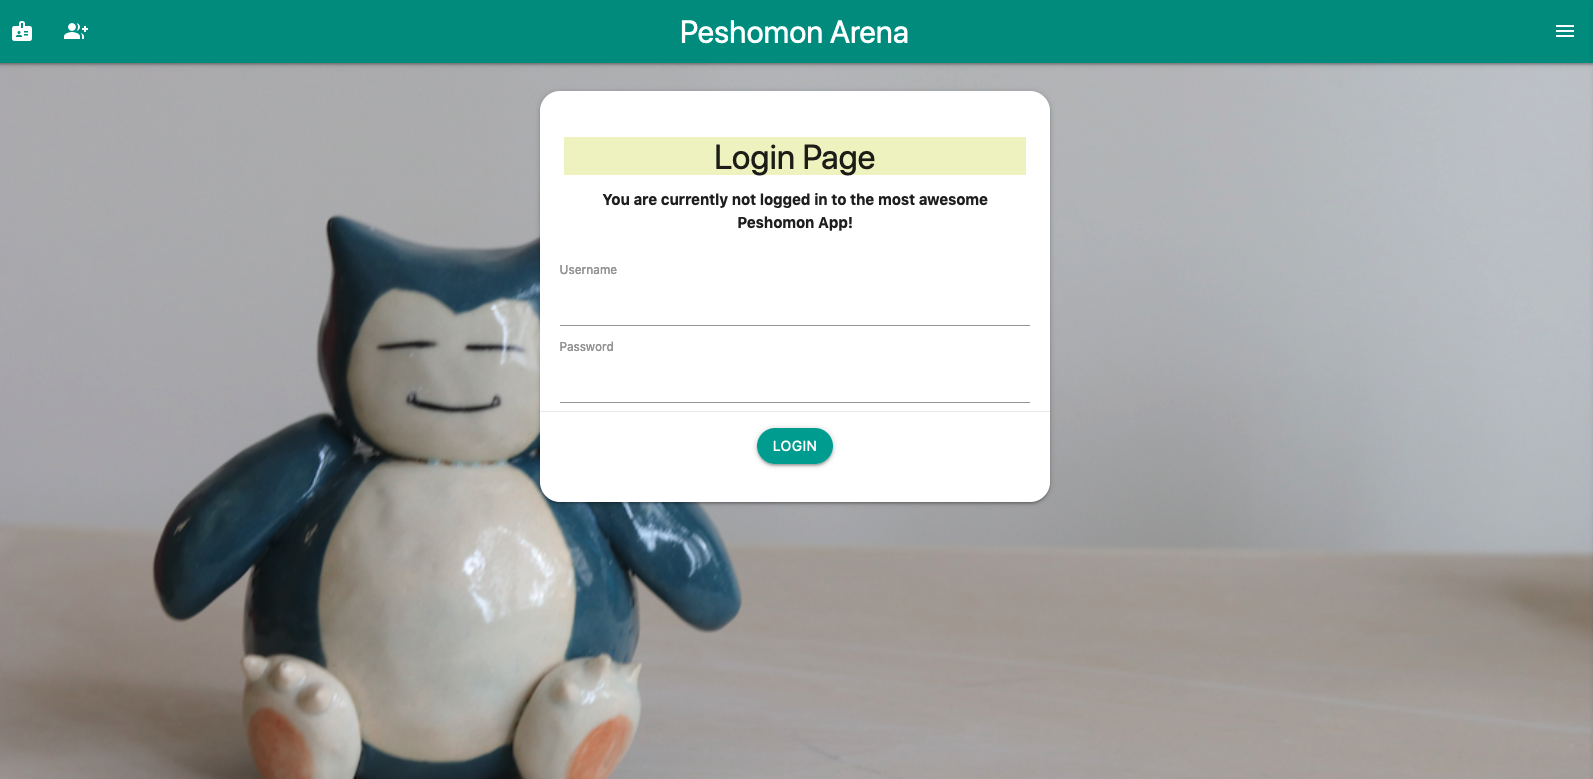 Peshomon Arena
Login Page
You are currently not logged in to the most awesome
Peshomon App!
Username
Password
LOGIN